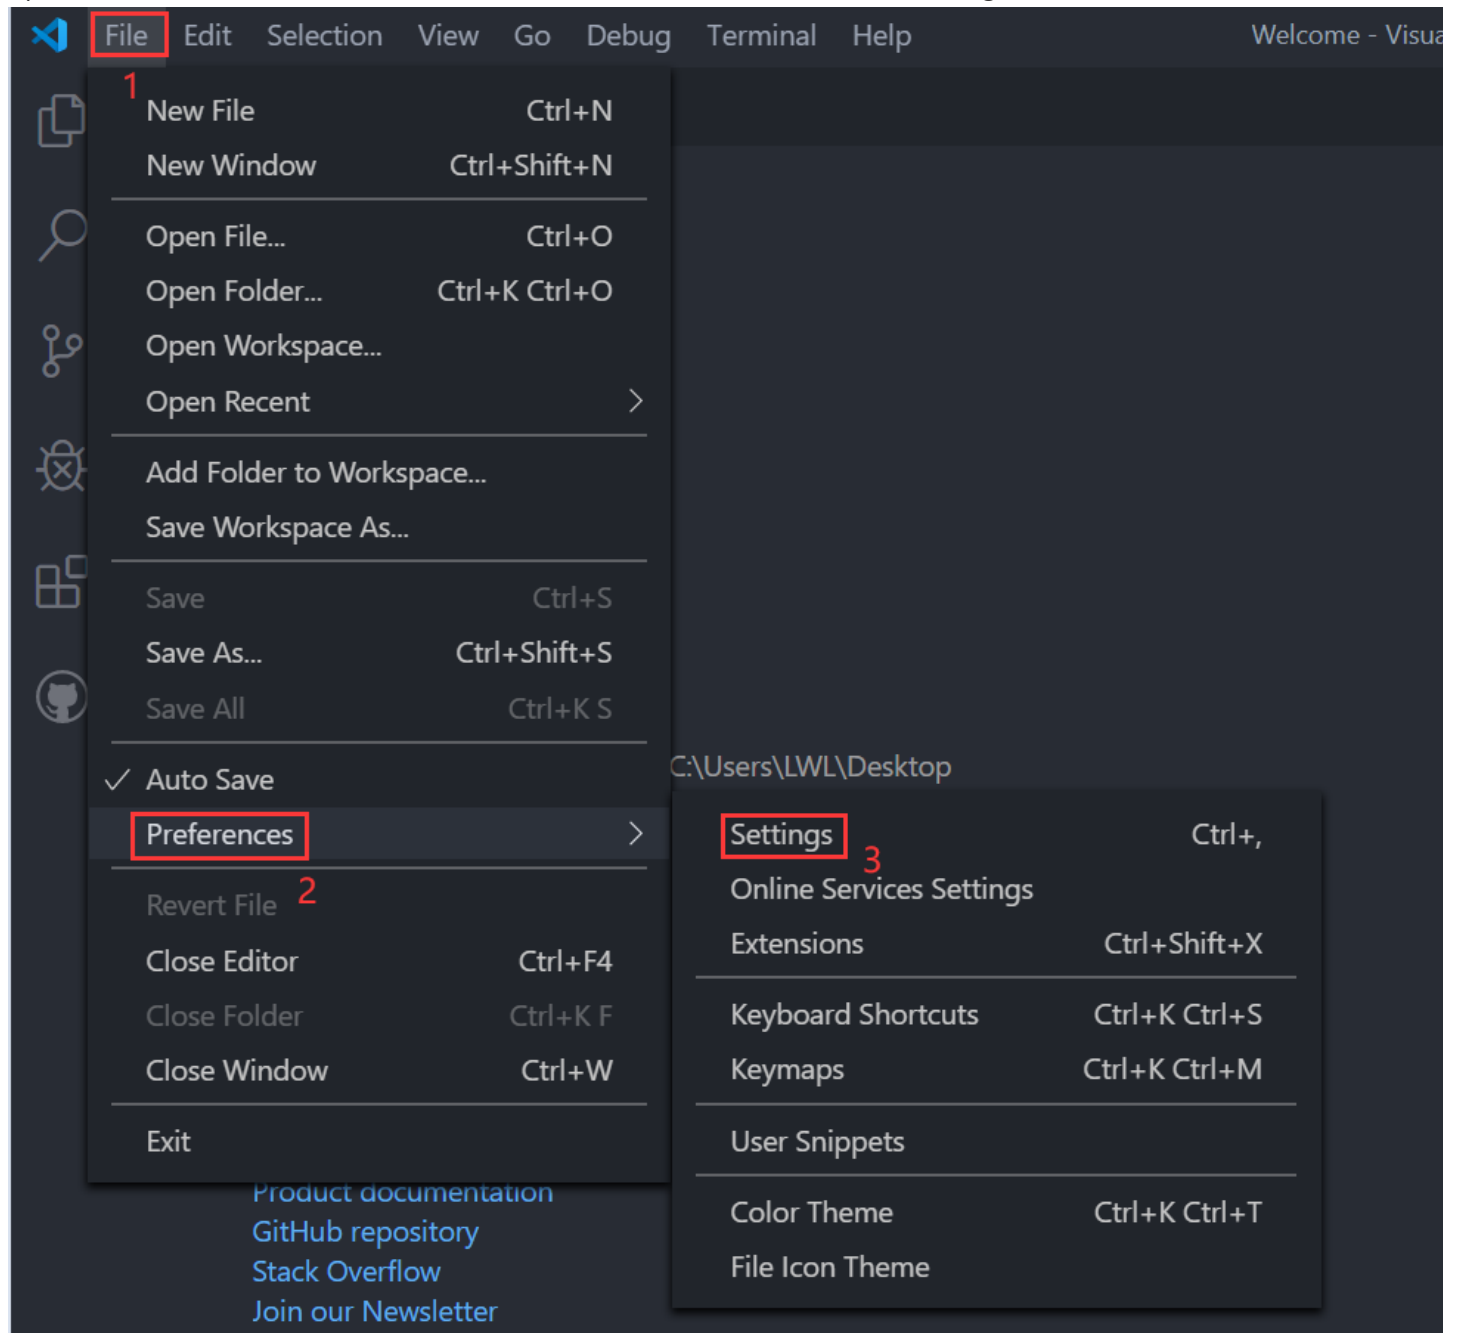 File Edit Selection View Go Debug Terminal Help Welcome - Visua
1
New File Ctrl+N
New Window Ctrl+Shift+N
Open File... Ctrl+O
Open Folder... Ctrl+K Ctrl+O
Open Workspace...
Open Recent
Add Folder to Workspace...
Save Workspace As...
Save Ctrl+S
Save As... Ctrl+Shift+S
Save All Ctrl+K S
Auto Save
Preferences
2
Revert File
Close Editor Ctrl+F4
Close Folder Ctrl+K F
Close Window Ctrl+W
Exit
C:\Users\LWL\Desktop
Settings Ctrl+,
3
Online Services Settings
Extensions Ctrl+Shift+X
Keyboard Shortcuts Ctrl+K Ctrl+S
Keymaps Ctrl+K Ctrl+M
User Snippets
Color Theme Ctrl+K Ctrl+T
File Icon Theme
Product documentation
GitHub repository
Stack Overflow
Join our Newsletter